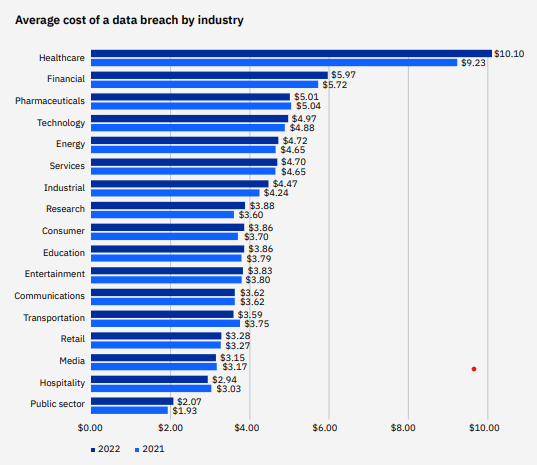 Average cost of a data breach by industry
Healthcare $10.10
$9.23
Financial $5.97
$5.72
Pharmaceuticals $5.01
$5.04
Technology $4.97
$4.88
Energy $4.72
$4.65
Services $4.70
$4.65
Industrial $4.47
$4.24
Research $3.88
$3.60
Consumer $3.86
$3.70
Education $3.86
$3.79
Entertainment $3.83
$3.80
Communications $3.62
$3.62
Transportation $3.59
$3.75
Retail $3.28
$3.27
Media $3.15
$3.17
Hospitality $2.94
$3.03
Public sector $2.07
$1.93
$0.00 $2.00 $4.00 $6.00 $8.00 $10.00
2022 2021